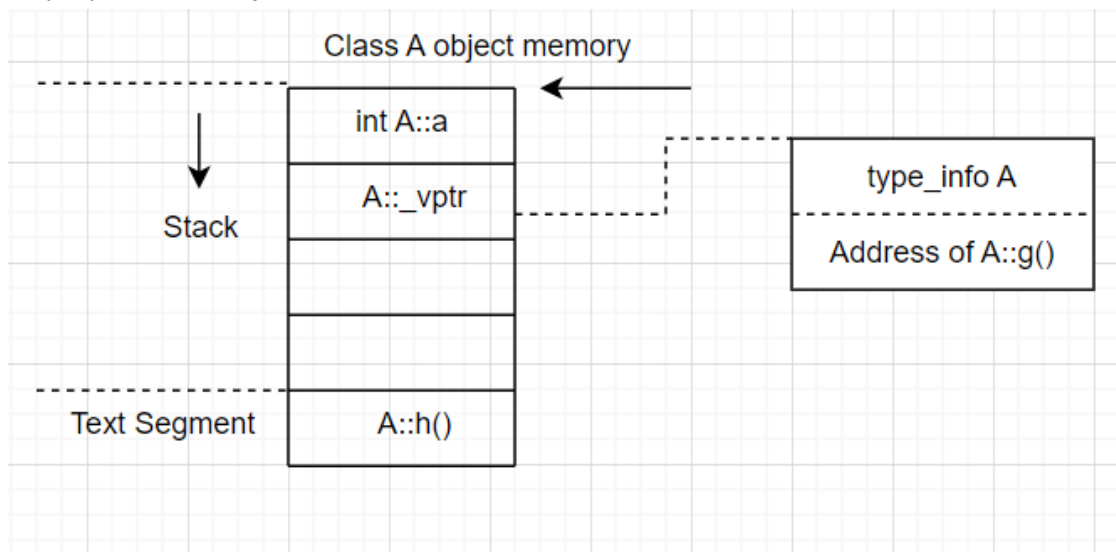 Class A object memory
int A::a
A::_vptr
Stack
type_info A
Address of A::g()
Text Segment
A::h()